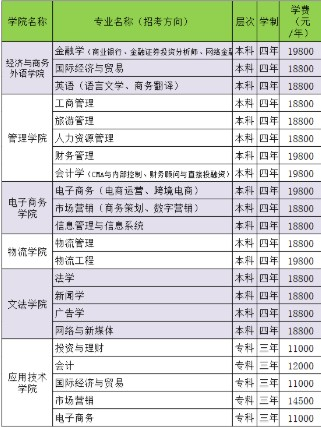 学院名称 专业名称（招考方向） 层次 学制 学费（元/年）
经济与商务外语学院 金融学（商业银行、金融证券投资分析师、网络金融 本科 四年 19800
国际经济与贸易 本科 四年 18800
英语（语言文学、商务翻译） 本科 四年 18800
管理学院 工商管理 本科 四年 18800
旅游管理 本科 四年 18800
人力资源管理 本科 四年 18800
财务管理 本科 四年 19800
会计学（CMA与内部控制、财务顾问与直接投融资） 本科 四年 19800
电子商务学院 电子商务（电商运营、跨境电商） 本科 四年 19800
市场营销（商务策划、数字营销） 本科 四年 18800
信息管理与信息系统 本科 四年 18800
物流学院 物流管理 本科 四年 18800
物流工程 本科 四年 19800
文法学院 法学 本科 四年 18800
新闻学 本科 四年 18800
广告学 本科 四年 18800
网络与新媒体 本科 四年 18800
应用技术学院 投资与理财 专科 三年 11000
会计 专科 三年 12000
国际经济与贸易 专科 三年 11000
市场营销 专科 三年 14500
电子商务 专科 三年 11000